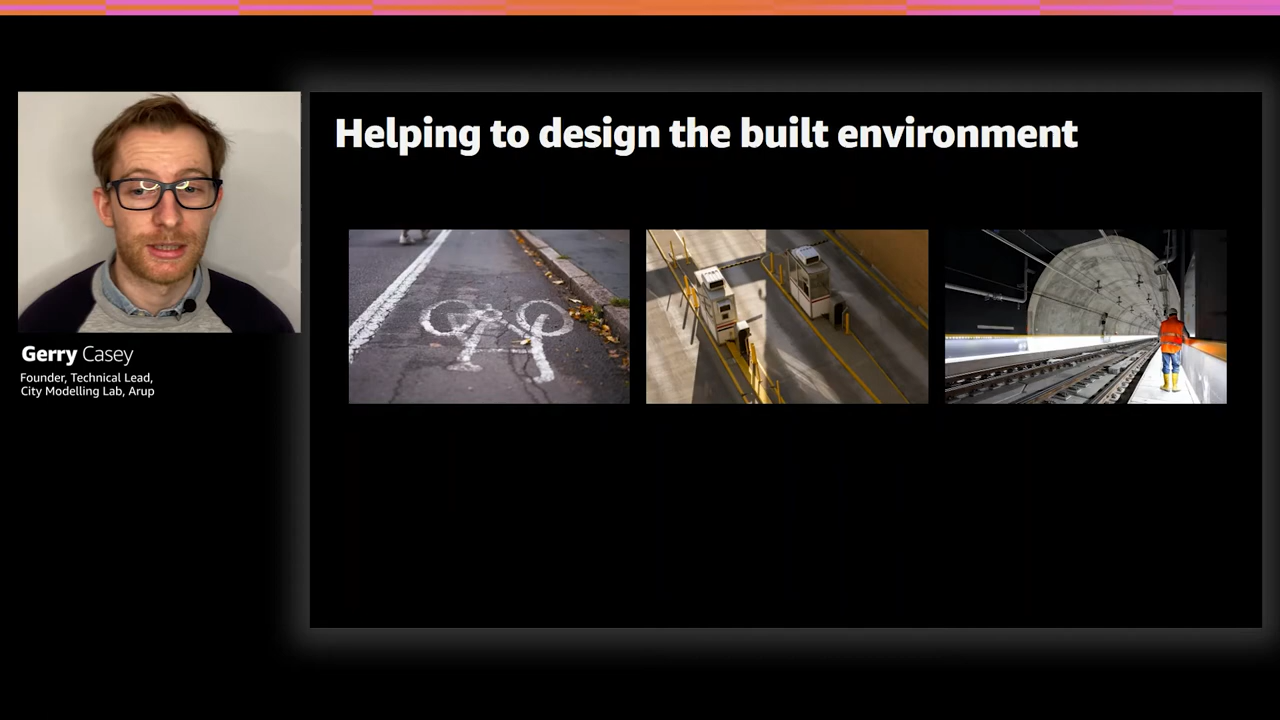 Helping to design the built environment
Gerry Casey
Founder, Technical Lead,
City Modelling Lab, Arup